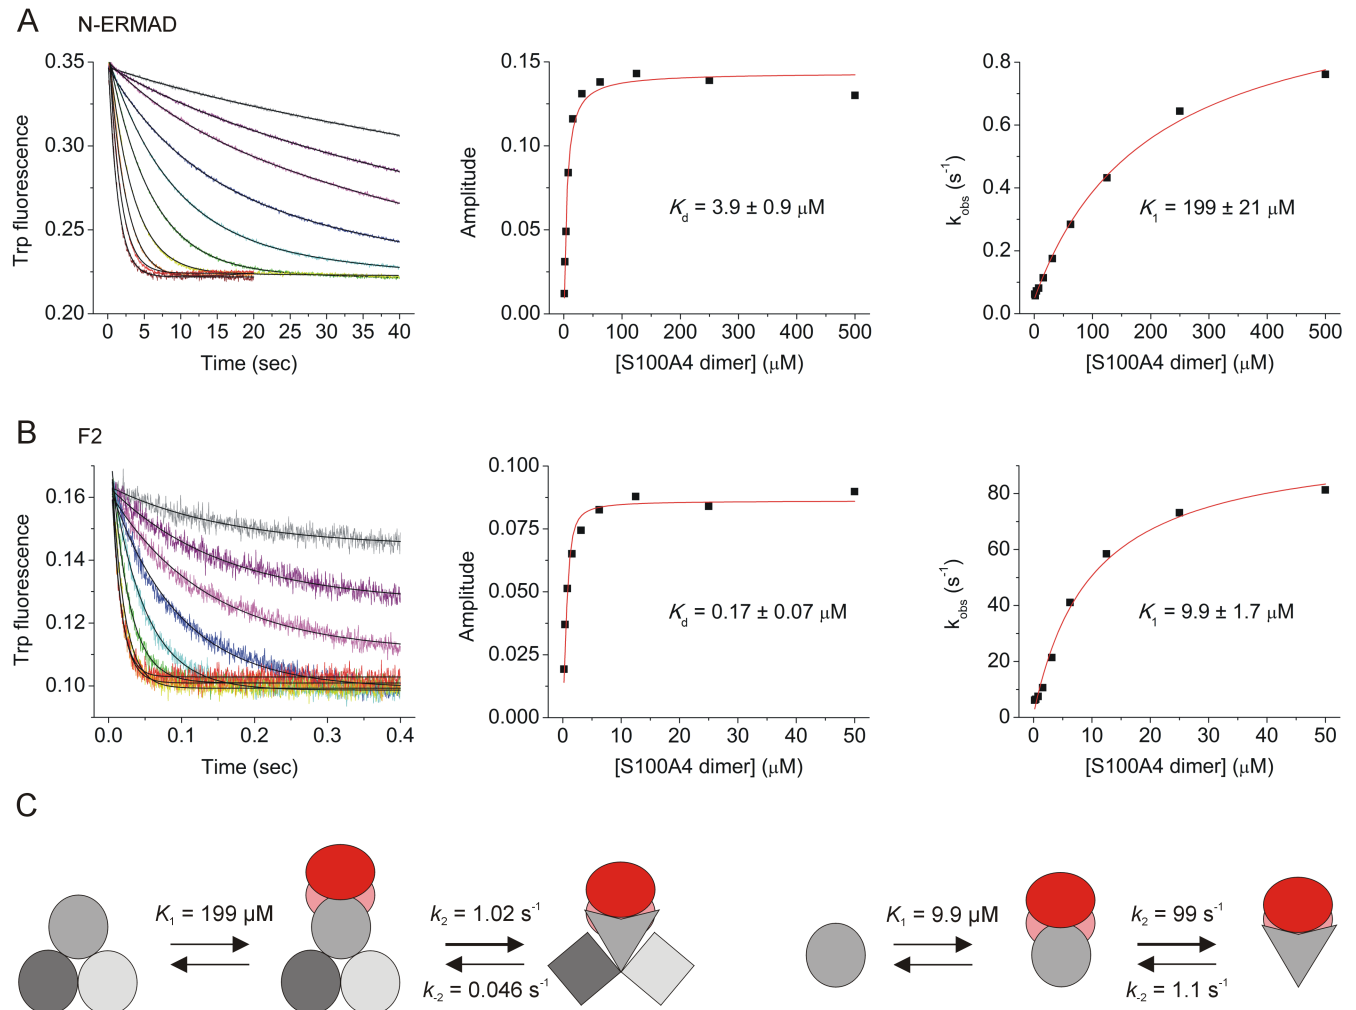 A N-ERMAD
0.35
0.30
0.25
0.20
Trp fluorescence
0 5 10 15 20 25 30 35 40
Time (sec)
0.15
0.10
0.05
0.00
Amplitude
Kd = 3.9 ± 0.9 µM
0 100 200 300 400 500
[S100A4 dimer] (µM)
0.8
0.6
0.4
0.2
0.0
kobs (s-1)
K1 = 199 ± 21 µM
0 100 200 300 400 500
[S100A4 dimer] (µM)
B F2
0.16
0.14
0.12
0.10
Trp fluorescence
0.0 0.1 0.2 0.3 0.4
Time (sec)
0.100
0.075
0.050
0.025
0.000
Amplitude
Kd = 0.17 ± 0.07 µM
0 10 20 30 40 50
[S100A4 dimer] (µM)
80
60
40
20
0
kobs (s-1)
K1 = 9.9 ± 1.7 µM
0 10 20 30 40 50
[S100A4 dimer] (µM)
C
K1 = 199 µM
k2 = 1.02 s-1
k-2 = 0.046 s-1
K1 = 9.9 µM
k2 = 99 s-1
k-2 = 1.1 s-1